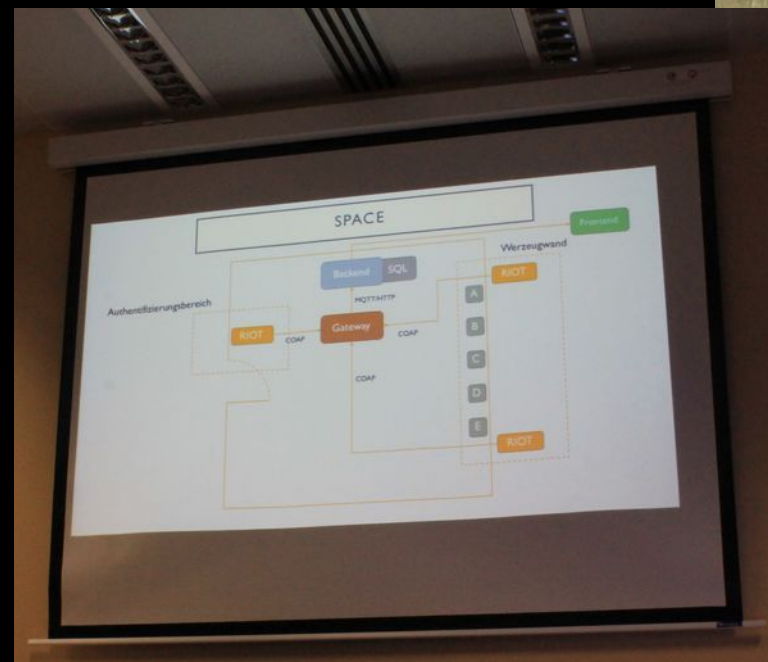 SPACE
Frontend
Werzeugwand
Backend SQL
RIOT
MQTT/HTTP
Authentifizierungsbereich
A
RIOT
COAP
Gateway
COAP
B
COAP
C
D
E
RIOT